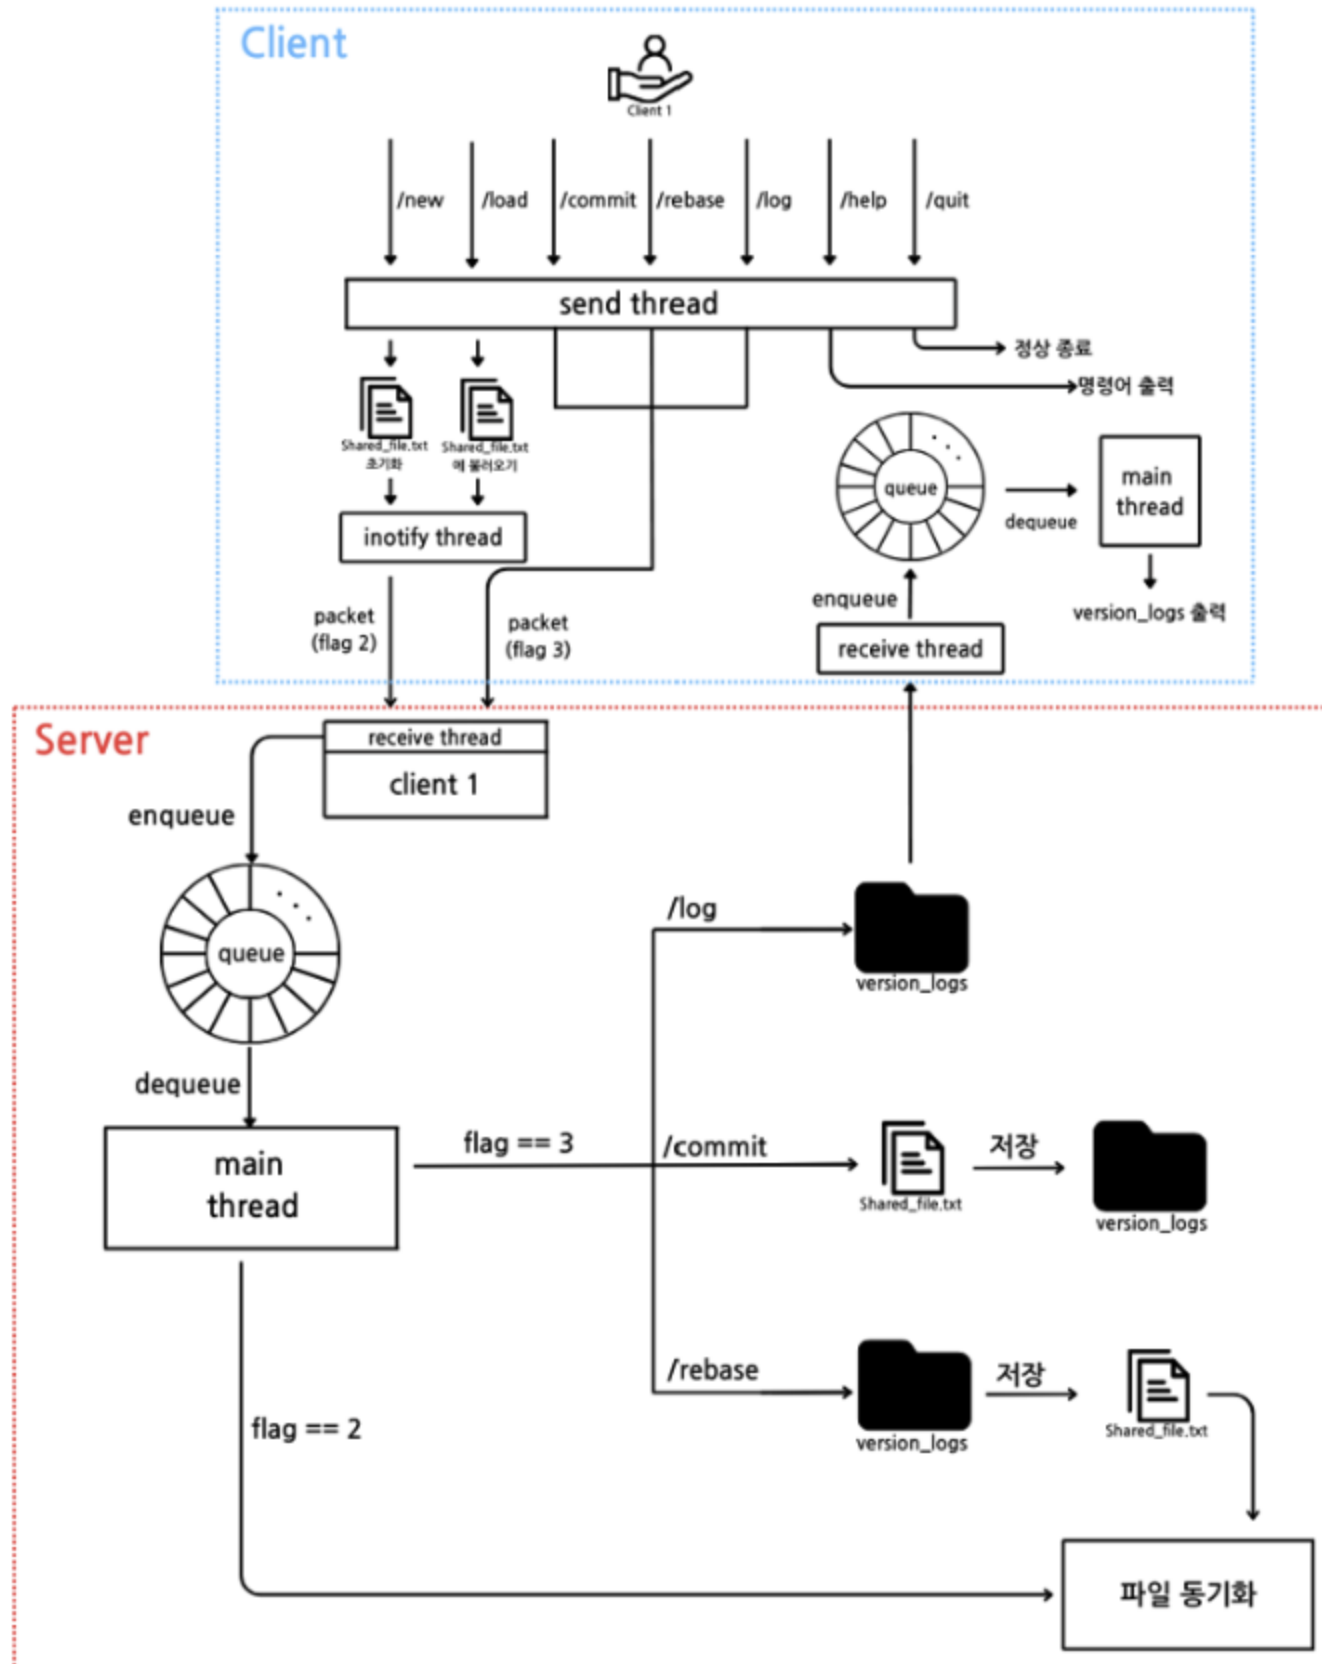 Client
Client 1
/new
/load
/commit
/rebase
/log
/help
/quit
send thread
정상 종료
명령어 출력
Shared_file.txt
초기화
Shared_file.txt
에 불러오기
queue
dequeue
main
thread
inotify thread
enqueue
version_logs 출력
packet
(flag 2)
packet
(flag 3)
receive thread
Server
receive thread
client 1
enqueue
queue
/log
version_logs
dequeue
main
thread
flag == 3
/commit
Shared_file.txt
저장
version_logs
/rebase
version_logs
저장
Shared_file.txt
flag == 2
파일 동기화